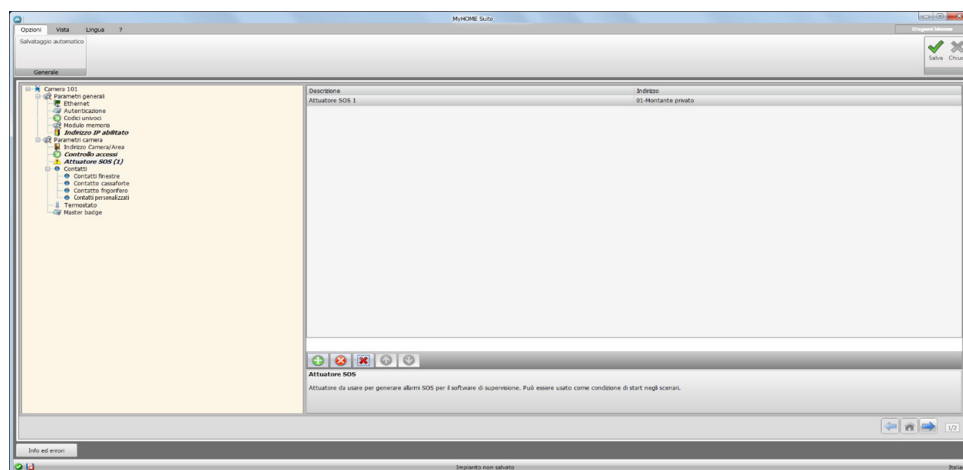 MyHOME Suite
Opzioni Vista Lingua ?
Salvataggio automatico
Salva Chiu
Generale
Camera 101
Parametri generali
Ethernet
Autenticazione
Codici univoci
Modulo memoria
Indirizzo IP abilitato
Parametri camera
Indirizzo Camera/Area
Controllo accessi
Attuatore SOS (1)
Contatti
Contatti finestre
Contatto cassaforte
Contatto frigorifero
Contatti personalizzati
Termostato
Master badge
Descrizione Indirizzo
Attuatore SOS 1 01-Montante privato
Attuatore SOS
Attuatore da usare per generare allarmi SOS per il software di supervisione. Può essere usato come condizione di start negli scenari.
1/2
Info ed errori
Impianto non salvato
Italia